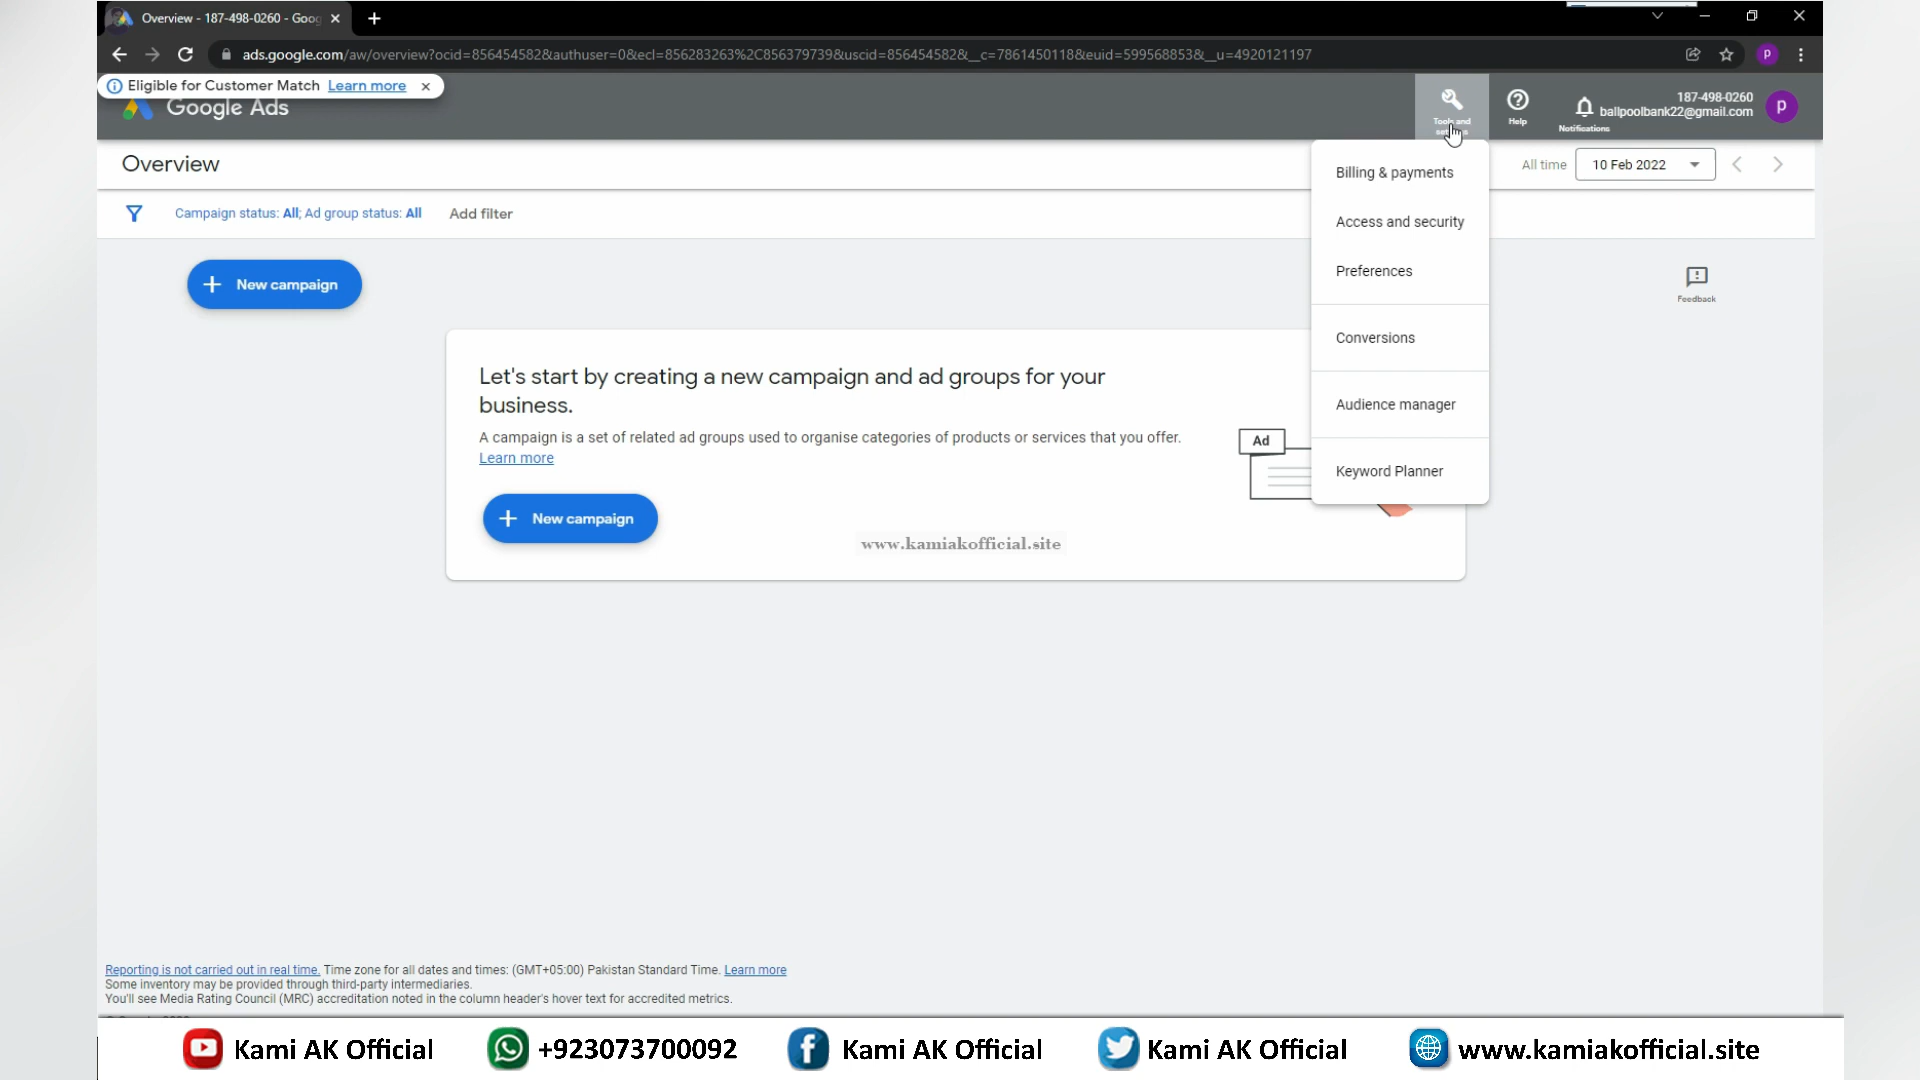 Overview - 187-498-0260 - Goog
ads.google.com/aw/overview?ocid=856454582&authuser=0&ecl=856283263%2C856379739&uscid=856454582&__c=7861450118&euid=599568853&__u=4920121197
P
Eligible for Customer Match Learn more
Google Ads
Tools and
Help
Notifications
187-498-0260
ballpoolbank22@gmail.com
P
Overview
All time
10 Feb 2022
Campaign status: All; Ad group status: All
Add filter
New campaign
Billing & payments
Access and security
Preferences
Conversions
Audience manager
Keyword Planner
Feedback
Let's start by creating a new campaign and ad groups for your
business.
A campaign is a set of related ad groups used to organise categories of products or services that you offer.
Learn more
Ad
New campaign
www.kamiakofficial.site
Reporting is not carried out in real time. Time zone for all dates and times: (GMT+05:00) Pakistan Standard Time. Learn more
Some inventory may be provided through third-party intermediaries.
You'll see Media Rating Council (MRC) accreditation noted in the column header's hover text for accredited metrics.
Kami AK Official
+923073700092
Kami AK Official
Kami AK Official
www.kamiakofficial.site